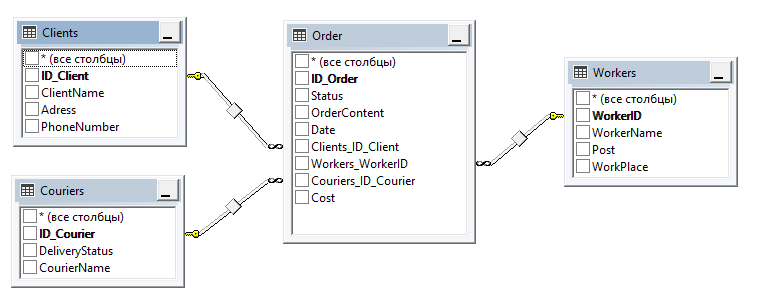 Clients
* (все столбцы)
ID_Client
ClientName
Adress
PhoneNumber
Order
* (все столбцы)
ID_Order
Status
OrderContent
Date
Clients_ID_Client
Workers_WorkerID
Couriers_ID_Courier
Cost
Workers
* (все столбцы)
WorkerID
WorkerName
Post
WorkPlace
Couriers
* (все столбцы)
ID_Courier
DeliveryStatus
CourierName